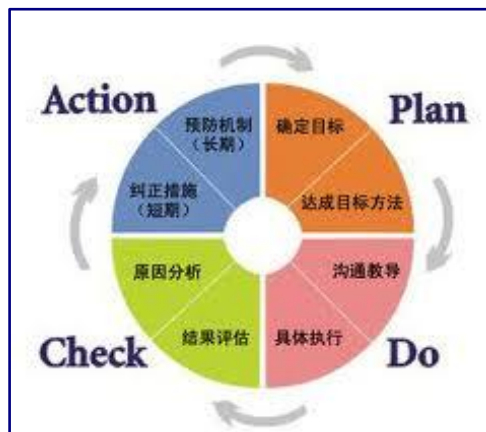 Action
Plan
预防机制
（长期）
确定目标
纠正措施
（短期）
达成目标方法
原因分析
沟通教导
结果评估
具体执行
Check
Do